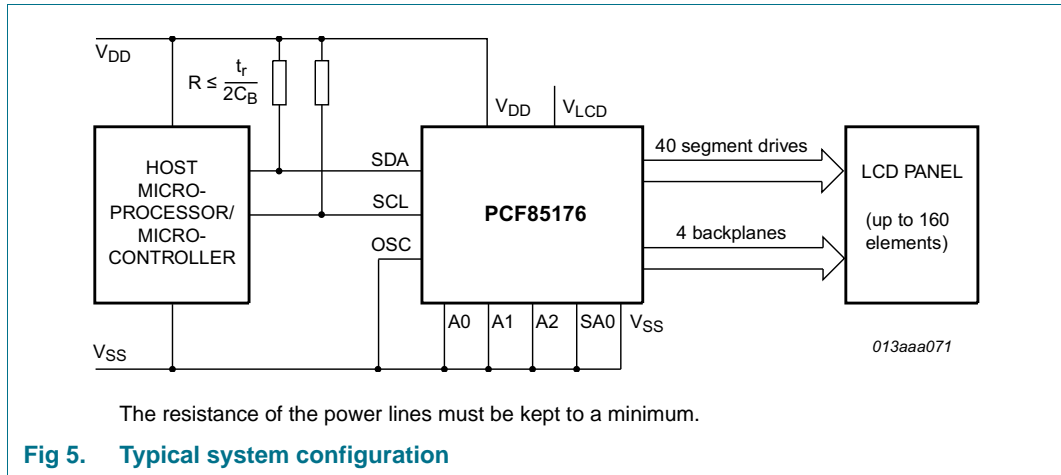 VDD
R ≤ tr
2CB
VDD
VLCD
HOST
MICRO-
PROCESSOR/
MICRO-
CONTROLLER
SDA
SCL
OSC
PCF85176
40 segment drives
4 backplanes
LCD PANEL
(up to 160
elements)
A0 A1 A2 SA0 VSS
VSS
013aaa071
The resistance of the power lines must be kept to a minimum.
Fig 5. Typical system configuration